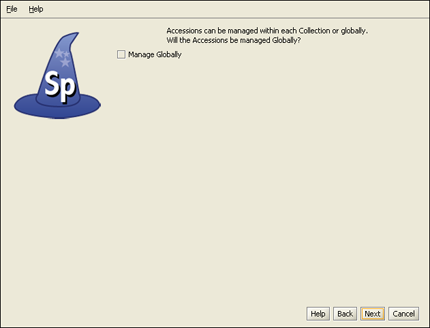 File Help
Accessions can be managed within each Collection or globally.
Will the Accessions be managed Globally?
Manage Globally
Sp
Help Back Next Cancel